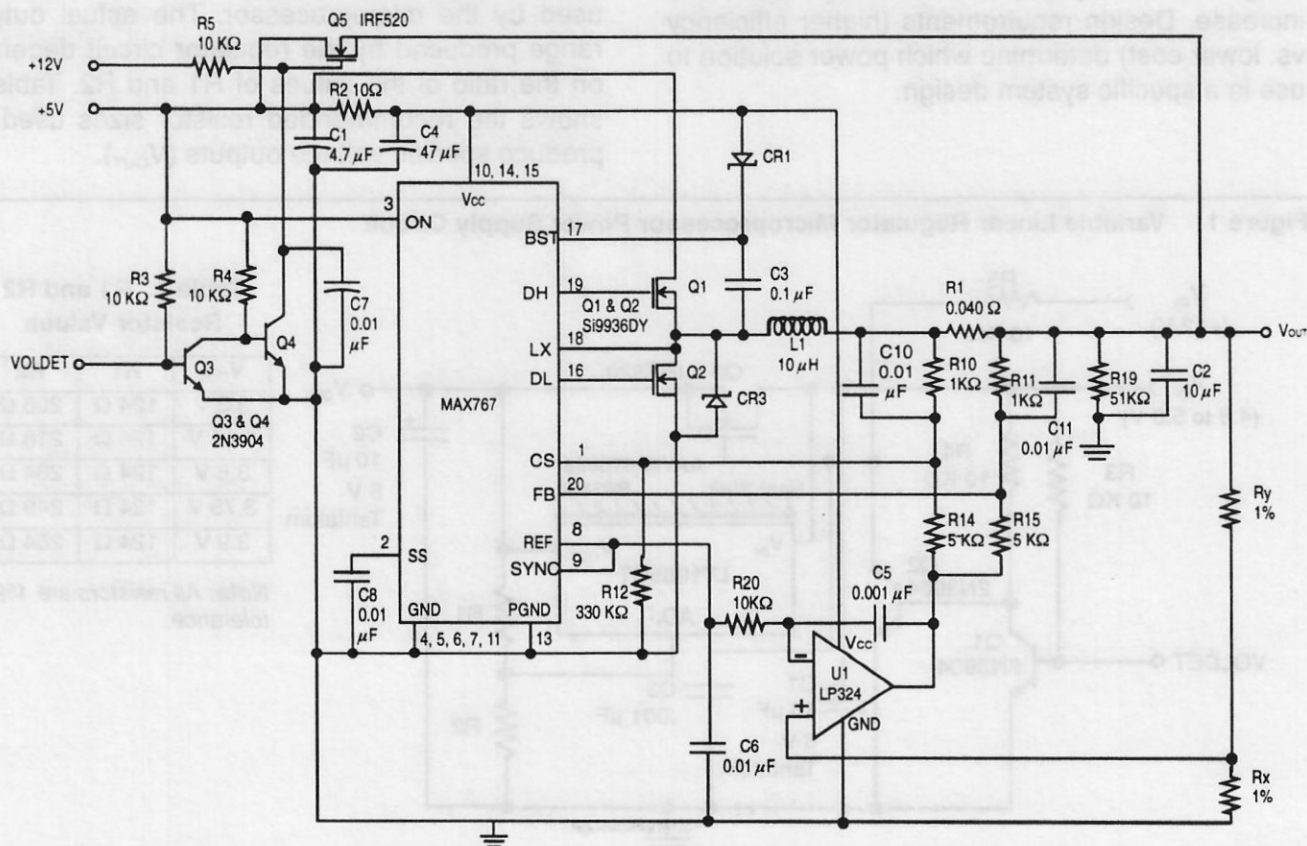 increase. Design requirements (higher efficiency
vs. lower cost) determine which power solution to
use in a specific system design.
used by the microprocessor. The actual
range produced by the regulator circuit
on the ratio of the values of R1 and R2. Table
shows the recommended resistor sizes used
produce specific voltage outputs
R5
10 KΩ
Q5 IRF520
+12V
+5V
R2 10Ω
C1
4.7 µF
C4
47 µF
CR1
10, 14, 15
Vcc
3
ON
BST
17
R3
10 KΩ
R4
10 KΩ
C7
0.01
µF
Q4
Q3
VOLDET
Q3 & Q4
2N3904
DH
19
Q1 & Q2
Si9936DY
Q1
C3
0.1 µF
LX
18
DL
16
Q2
CR3
L1
10 µH
R1
0.040 Ω
VOUT
C10
0.01
µF
R10
1KΩ
R11
1KΩ
C11
0.01 µF
R19
51KΩ
C2
10 µF
MAX767
CS
1
FB
20
REF
8
SYNC
9
2
SS
C8
0.01
µF
GND
4, 5, 6, 7, 11
PGND
13
R12
330 KΩ
R20
10KΩ
C5
0.001 µF
R14
5 KΩ
R15
5 KΩ
Ry
1%
Vcc
-
U1
LP324
+
GND
C6
0.01 µF
Rx
1%
Figure 1. Variable Linear Regulator Microprocessor Power Supply Circuit